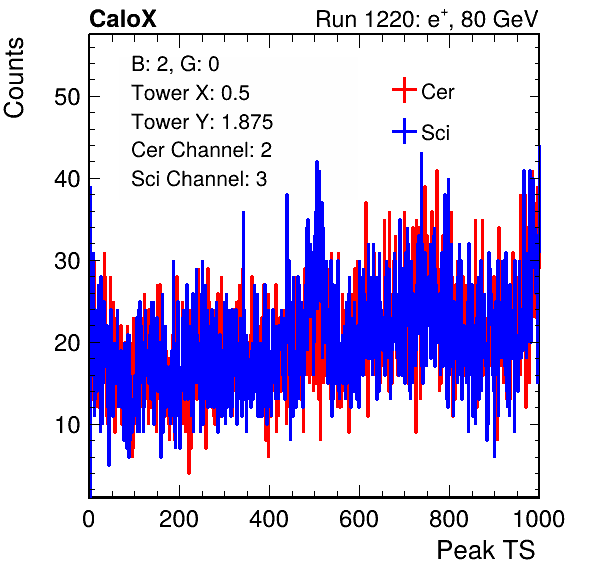 CaloX Run 1220: e⁺, 80 GeV
Counts
B: 2, G: 0
Tower X: 0.5
Tower Y: 1.875
Cer Channel: 2
Sci Channel: 3
Cer
Sci
50
40
30
20
10
0 200 400 600 800 1000
Peak TS